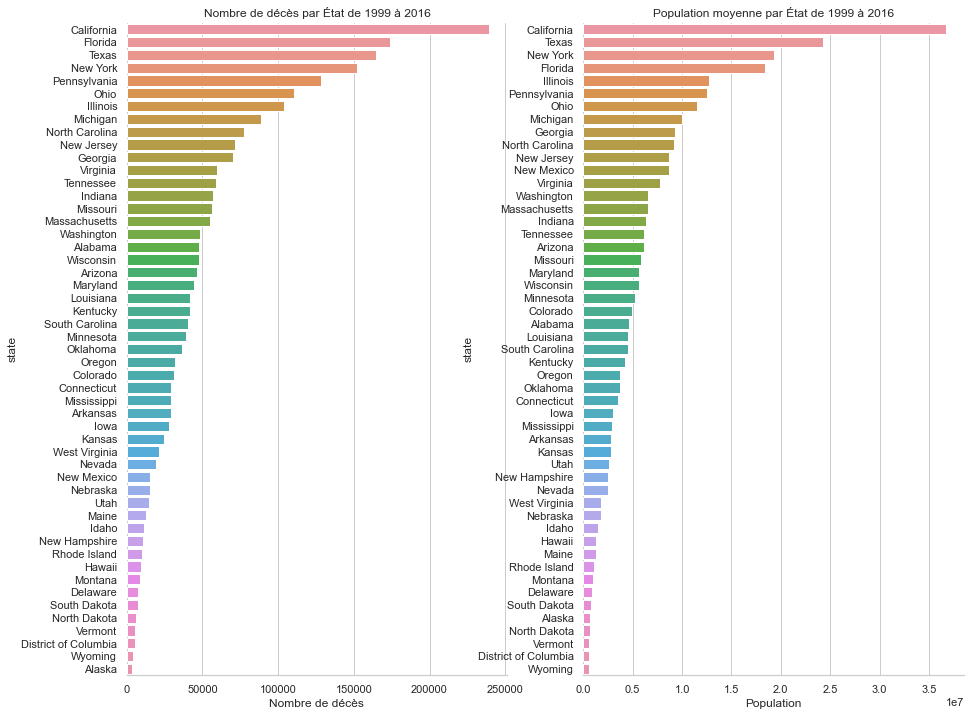 Nombre de décès par État de 1999 à 2016
California
Florida
Texas
New York
Pennsylvania
Ohio
Illinois
Michigan
North Carolina
New Jersey
Georgia
Virginia
Tennessee
Indiana
Missouri
Massachusetts
Washington
Alabama
Wisconsin
Arizona
Maryland
Louisiana
Kentucky
South Carolina
Minnesota
Oklahoma
Oregon
Colorado
Connecticut
Mississippi
Arkansas
Iowa
Kansas
West Virginia
Nevada
New Mexico
Nebraska
Utah
Maine
Idaho
New Hampshire
Rhode Island
Hawaii
Montana
Delaware
South Dakota
North Dakota
Vermont
District of Columbia
Wyoming
Alaska
state
0 50000 100000 150000 200000 250000
Nombre de décès
Population moyenne par État de 1999 à 2016
California
Texas
New York
Florida
Illinois
Pennsylvania
Ohio
Michigan
Georgia
North Carolina
New Jersey
New Mexico
Virginia
Washington
Massachusetts
Indiana
Tennessee
Arizona
Missouri
Maryland
Wisconsin
Minnesota
Colorado
Alabama
Louisiana
South Carolina
Kentucky
Oregon
Oklahoma
Connecticut
Iowa
Mississippi
Arkansas
Kansas
Utah
New Hampshire
Nevada
West Virginia
Nebraska
Idaho
Hawaii
Maine
Rhode Island
Montana
Delaware
South Dakota
Alaska
North Dakota
Vermont
District of Columbia
Wyoming
state
0.0 0.5 1.0 1.5 2.0 2.5 3.0 3.5
1e7
Population